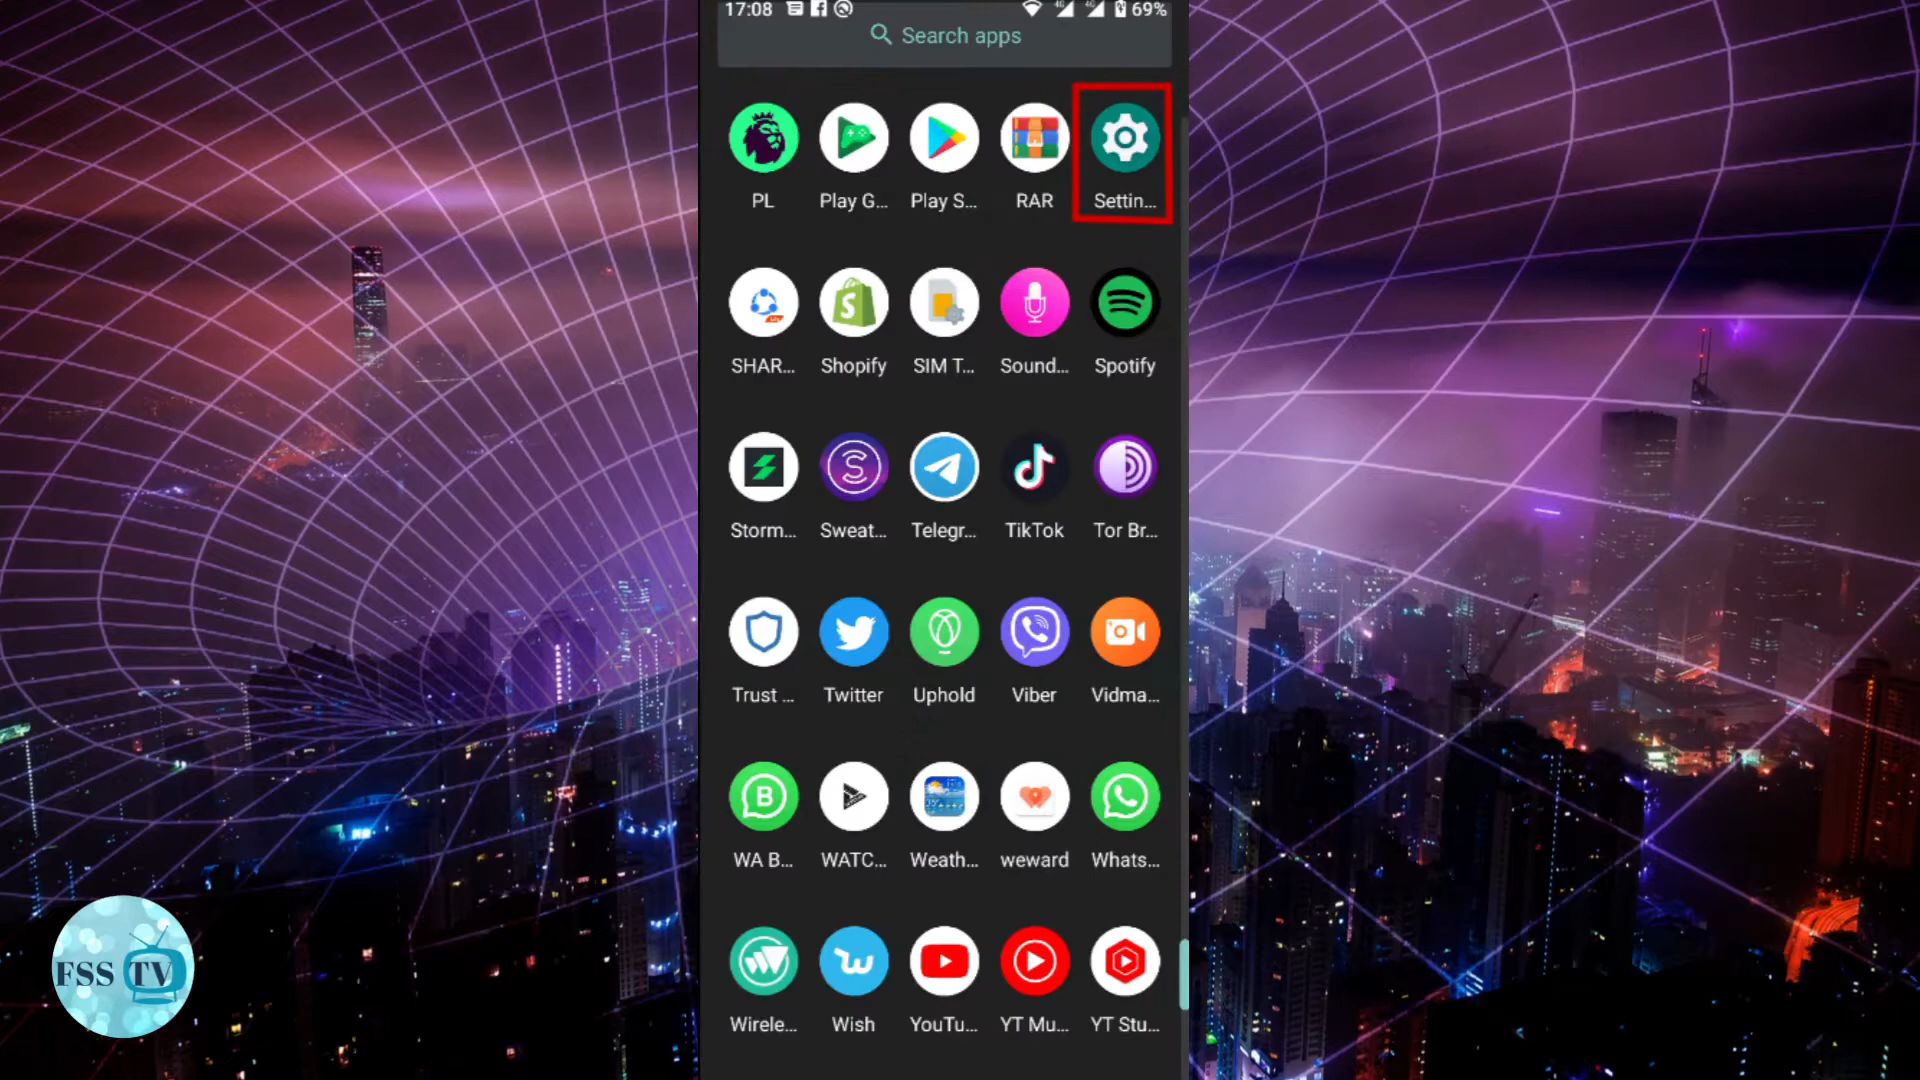 17:08 4G 4G 69%
Search apps
PL Play G... Play S... RAR Settin...
SHAR... Shopify SIM T... Sound... Spotify
Storm... Sweat... Telegr... TikTok Tor Br...
Trust ... Twitter Uphold Viber Vidma...
WA B... WATC... Weath... weward Whats...
Wirele... Wish YouTu... YT Mu... YT Stu...
FSS TV